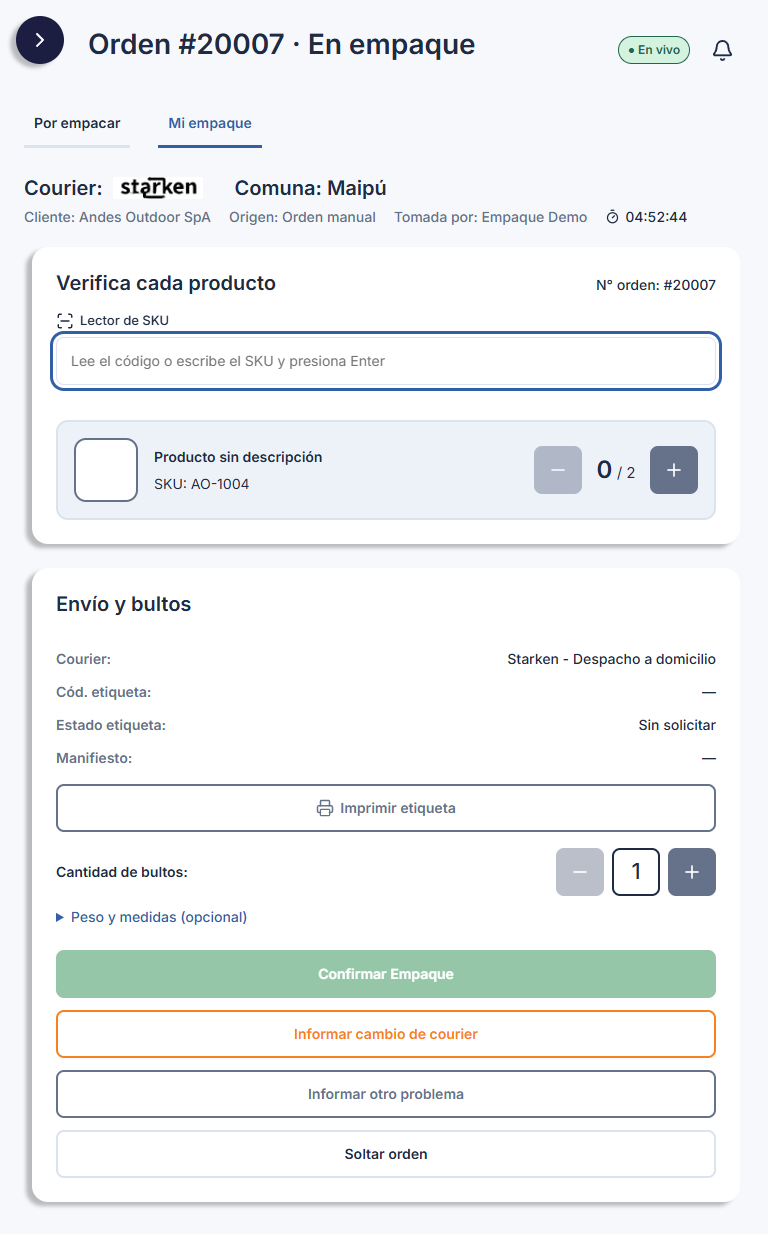 Orden #20007 · En empaque
• En vivo
Por empacar
Mi empaque
Courier: starken Comuna: Maipú
Cliente: Andes Outdoor SpA Origen: Orden manual Tomada por: Empaque Demo 04:52:44
Verifica cada producto
N° orden: #20007
Lector de SKU
Lee el código o escribe el SKU y presiona Enter
Producto sin descripción
SKU: AO-1004
− 0 / 2 +
Envío y bultos
Courier: Starken - Despacho a domicilio
Cód. etiqueta: —
Estado etiqueta: Sin solicitar
Manifiesto: —
Imprimir etiqueta
Cantidad de bultos: − 1 +
Peso y medidas (opcional)
Confirmar Empaque
Informar cambio de courier
Informar otro problema
Soltar orden